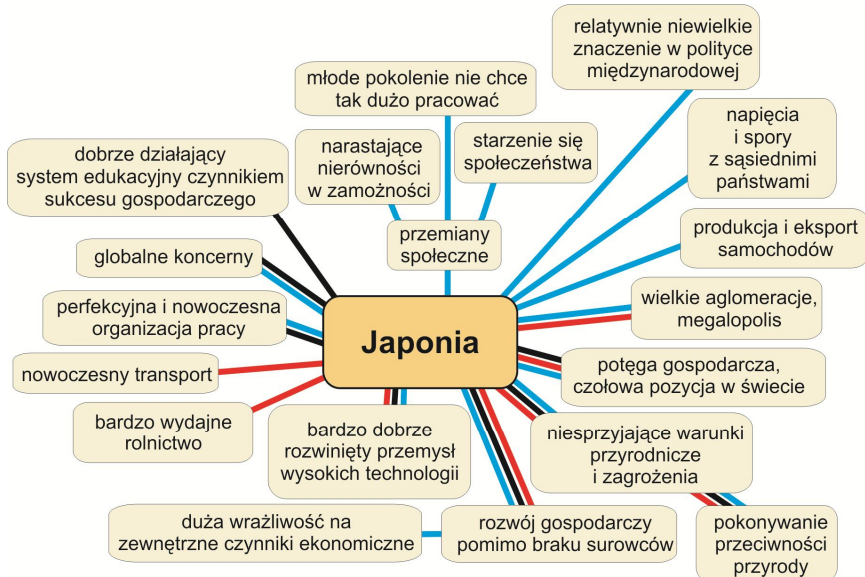 relatywnie niewielkie
znaczenie w polityce
międzynarodowej
młode pokolenie nie chce
tak dużo pracować
napięcia
i spory
z sąsiednimi
państwami
narastające
nierówności
w zamożności
starzenie się
społeczeństwa
dobrze działający
system edukacyjny czynnikiem
sukcesu gospodarczego
przemiany
społeczne
produkcja i eksport
samochodów
globalne koncerny
wielkie aglomeracje,
megalopolis
perfekcyjna i nowoczesna
organizacja pracy
Japonia
potęga gospodarcza,
czołowa pozycja w świecie
nowoczesny transport
bardzo wydajne
rolnictwo
bardzo dobrze
rozwinięty przemysł
wysokich technologii
niesprzyjające warunki
przyrodnicze
i zagrożenia
duża wrażliwość na
zewnętrzne czynniki ekonomiczne
rozwój gospodarczy
pomimo braku surowców
pokonywanie
przeciwności
przyrody